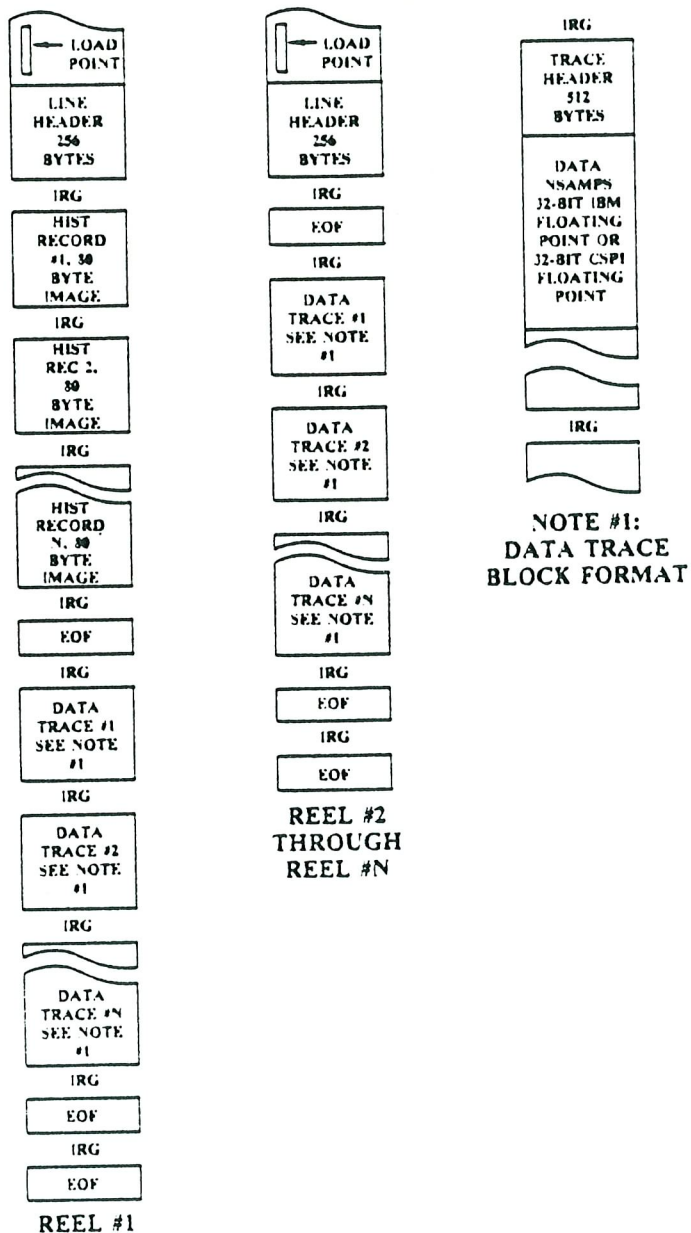 LOAD
POINT
LINE
HEADER
256
BYTES
IRG
HIST
RECORD
#1, 80
BYTE
IMAGE
IRG
HIST
REC 2,
80
BYTE
IMAGE
IRG
HIST
RECORD
N, 80
BYTE
IMAGE
IRG
EOF
IRG
DATA
TRACE #1
SEE NOTE
#1
IRG
DATA
TRACE #2
SEE NOTE
#1
IRG
DATA
TRACE #N
SEE NOTE
#1
IRG
EOF
IRG
EOF
REEL #1
LOAD
POINT
LINE
HEADER
256
BYTES
IRG
EOF
IRG
DATA
TRACE #1
SEE NOTE
#1
IRG
DATA
TRACE #2
SEE NOTE
#1
IRG
DATA
TRACE #N
SEE NOTE
#1
IRG
EOF
IRG
EOF
REEL #2
THROUGH
REEL #N
IRG
TRACE
HEADER
512
BYTES
DATA
NSAMPS
32-BIT IBM
FLOATING
POINT OR
32-BIT CSPI
FLOATING
POINT
IRG
NOTE #1:
DATA TRACE
BLOCK FORMAT